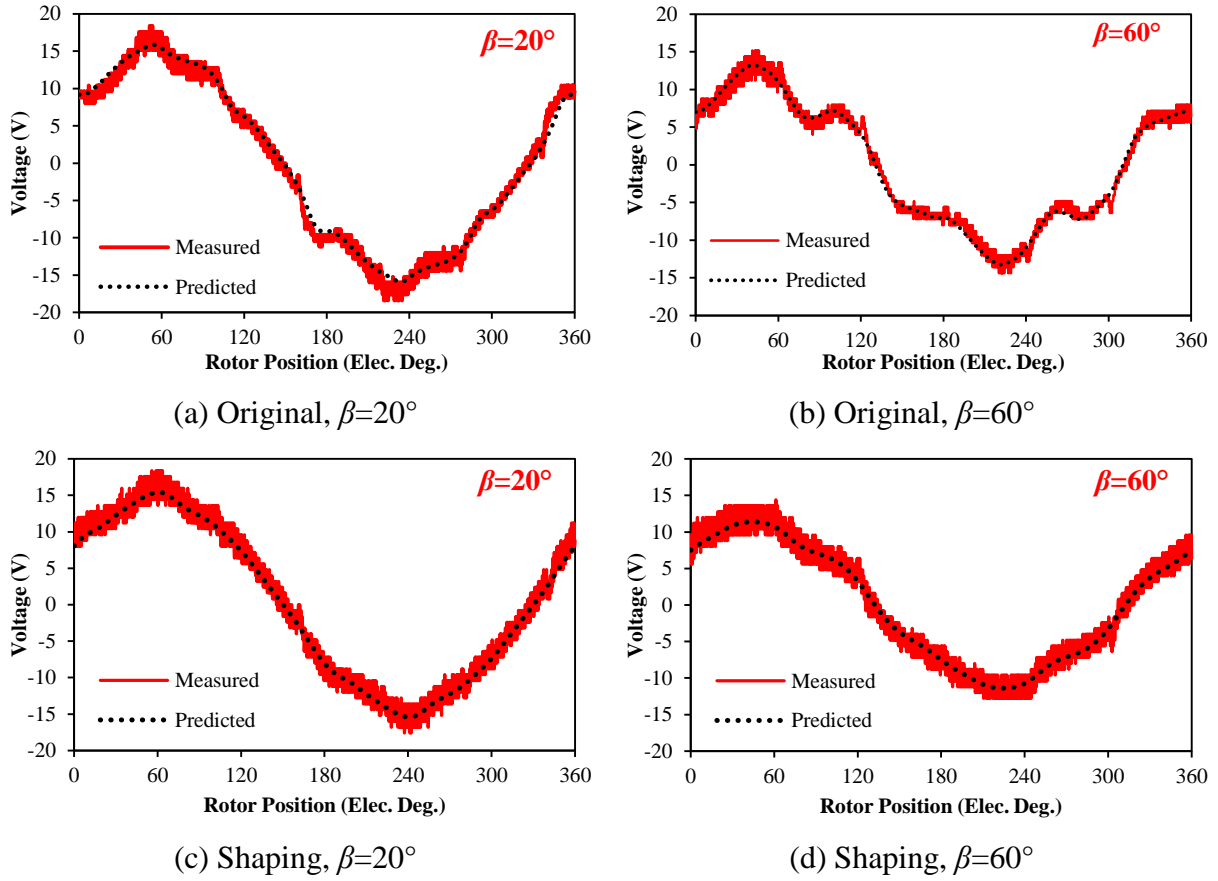 β=20°
20
15
10
5
0
-5
-10
-15
-20
Voltage (V)
Measured
Predicted
0 60 120 180 240 300 360
Rotor Position (Elec. Deg.)
(a) Original, β=20°
β=60°
20
15
10
5
0
-5
-10
-15
-20
Voltage (V)
Measured
Predicted
0 60 120 180 240 300 360
Rotor Position (Elec. Deg.)
(b) Original, β=60°
β=20°
20
15
10
5
0
-5
-10
-15
-20
Voltage (V)
Measured
Predicted
0 60 120 180 240 300 360
Rotor Position (Elec. Deg.)
(c) Shaping, β=20°
β=60°
20
15
10
5
0
-5
-10
-15
-20
Voltage (V)
Measured
Predicted
0 60 120 180 240 300 360
Rotor Position (Elec. Deg.)
(d) Shaping, β=60°